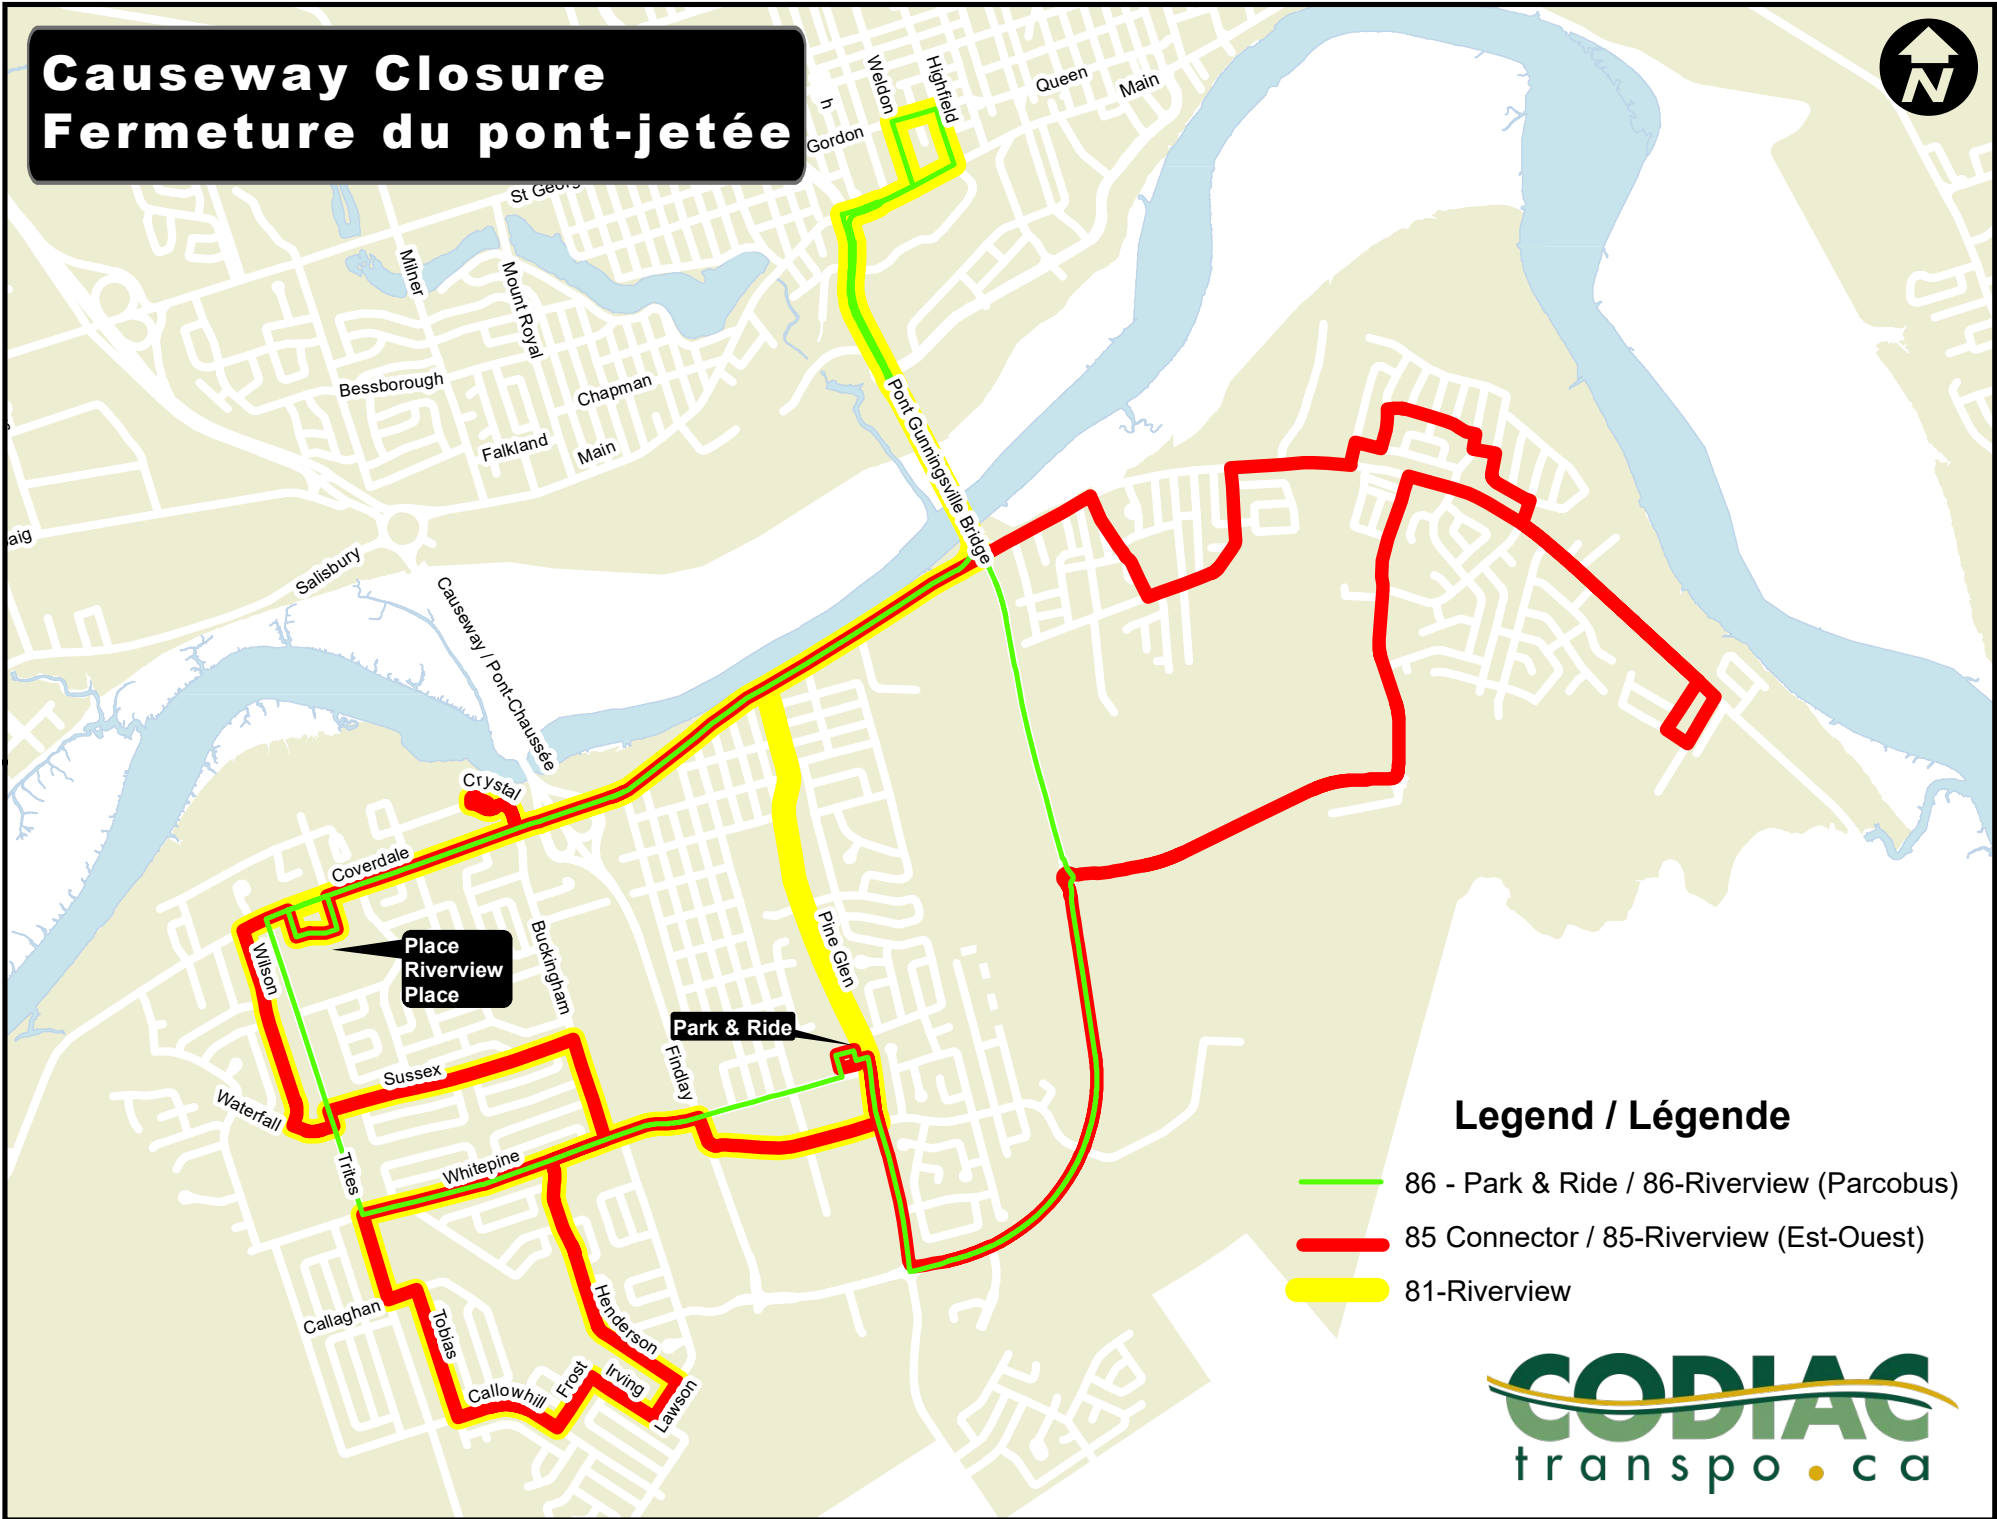 Causeway Closure
Fermeture du pont-jetée
N
Weldon
Highfield
Queen
Main
h
Gordon
St Georg
Milner
Mount Royal
Bessborough
Chapman
Falkland
Main
Pont Gunningsville Bridge
aig
Salisbury
Causeway / Pont-Chaussée
Crystal
Coverdale
Wilson
Place
Riverview
Place
Buckingham
Pine Glen
Park & Ride
Findlay
Sussex
Waterfall
Trites
Whitepine
Callaghan
Tobias
Henderson
Callowhill
Frost
Irving
Lawson
Legend / Légende
86 - Park & Ride / 86-Riverview (Parcobus)
85 Connector / 85-Riverview (Est-Ouest)
81-Riverview
CODIAC
transpo.ca